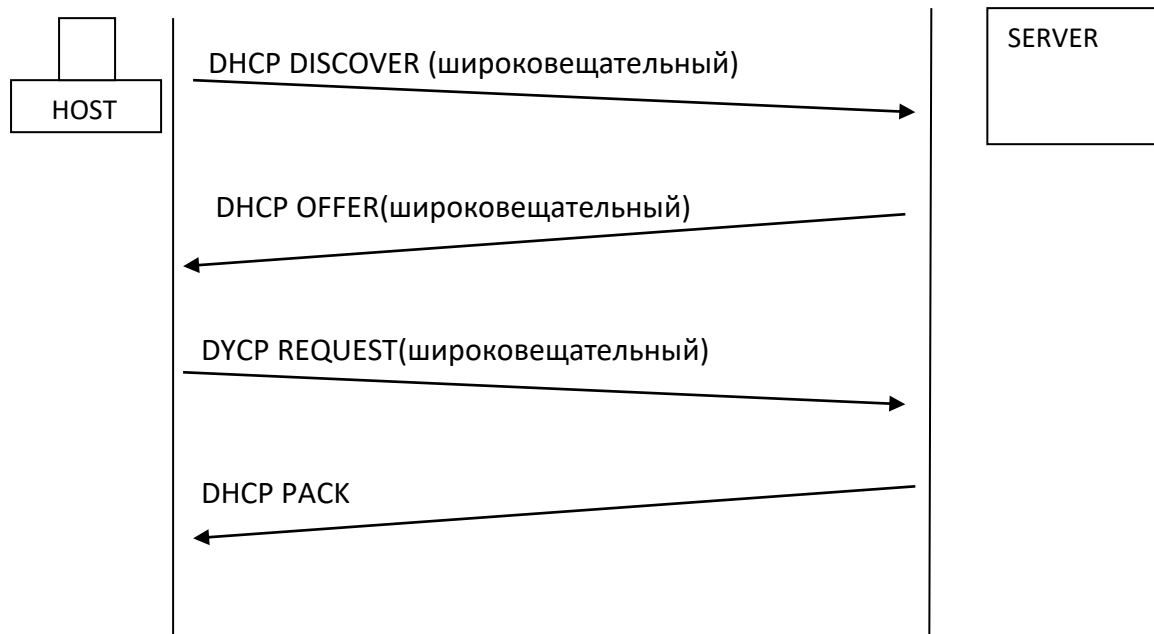 SERVER
DHCP DISCOVER (широковещательный)
HOST
DHCP OFFER(широковещательный)
DYCP REQUEST(широковещательный)
DHCP PACK